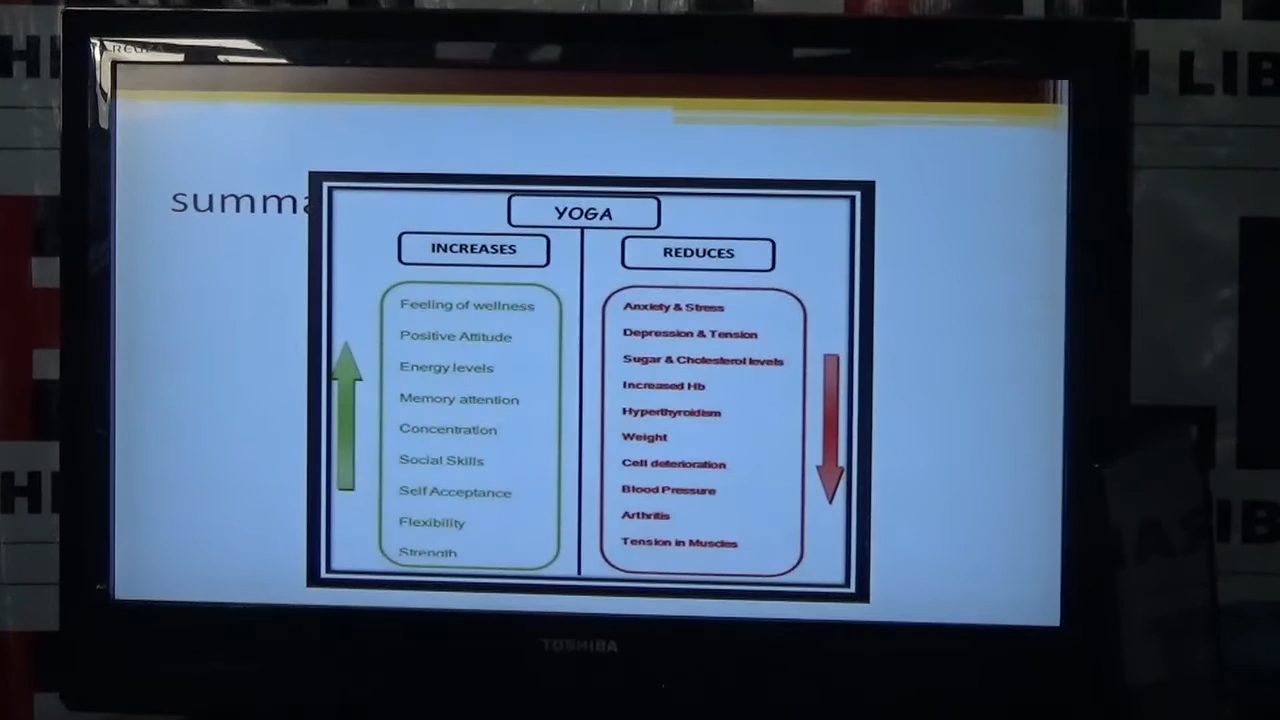 summa
YOGA
INCREASES
Feeling of wellness
Positive Attitude
Energy levels
Memory attention
Concentration
Social Skills
Self Acceptance
Flexibility
Strength
REDUCES
Anxiety & Stress
Depression & Tension
Sugar & Cholesterol levels
Increased Hb
Hyperthyroidism
Weight
Cell deterioration
Blood Pressure
Arthritis
Tension in Muscles
TOSHIBA
LIB